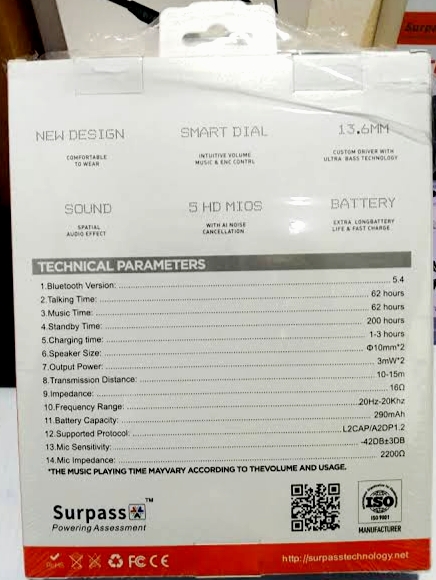 Surpass
NEW DESIGN
COMFORTABLE
TO WEAR
SMART DIAL
INTUITIVE VOLUME,
MUSIC & ENC CONTRL
13.6MM
CUSTOM DRIVER WITH
ULTRA BASS TECHNOLOGY
SOUND
SPATIAL
AUDIO EFFECT
5 HD MIOS
WITH AI NOISE
CANCELLATION
BATTERY
EXTRA LONGBATTERY
LIFE & FAST CHARGE
TECHNICAL PARAMETERS
1.Bluetooth Version: 5.4
2.Talking Time: 62 hours
3.Music Time: 62 hours
4.Standby Time: 200 hours
5.Charging time: 1-3 hours
6.Speaker Size: Φ10mm*2
7.Output Power: 3mW*2
8.Transmission Distance: 10-15m
9.Impedance: 16Ω
10.Frequency Range: 20Hz-20Khz
11.Battery Capacity: 290mAh
12.Supported Protocol: L2CAP/A2DP1.2
13.Mic Sensitivity: -42DB±3DB
14.Mic Impedance: 2200Ω
*THE MUSIC PLAYING TIME MAYVARY ACCORDING TO THEVOLUME AND USAGE.
Surpass™
Powering Assessment
ISO
ISO 9001
MANUFACTURER
RoHS FC CE
http://surpasstechnology.net